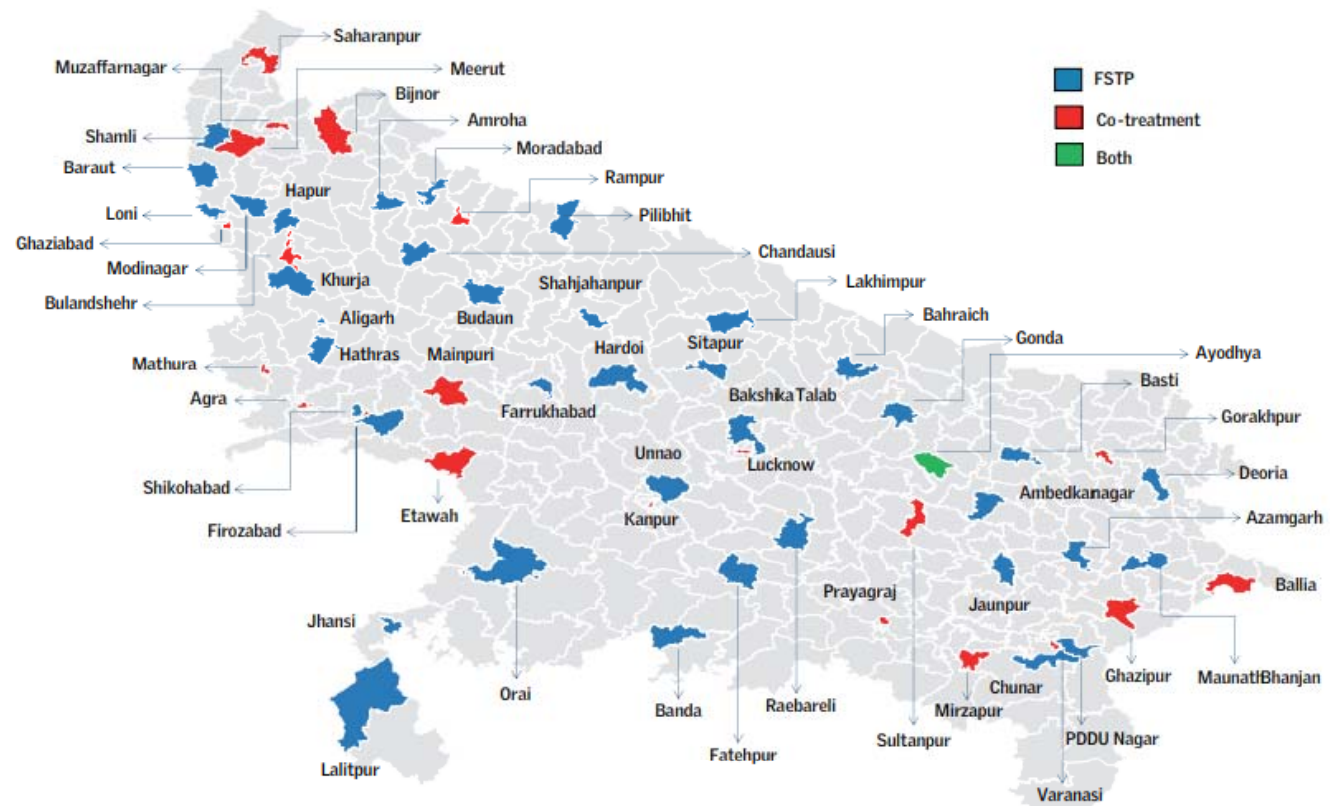 Saharanpur
Muzaffarnagar
Meerut
Bijnor
FSTP
Amroha
Co-treatment
Shamli
Moradabad
Both
Baraut
Rampur
Hapur
Loni
Pilibhit
Ghaziabad
Chandausi
Modinagar
Khurja
Shahjahanpur
Lakhimpur
Bulandshehr
Aligarh
Budaun
Bahraich
Hathras
Mainpuri
Hardoi
Sitapur
Gonda
Ayodhya
Mathura
Bakshika Talab
Basti
Agra
Farrukhabad
Gorakhpur
Unnao
Lucknow
Deoria
Shikohabad
Ambedkarnagar
Etawah
Kanpur
Azamgarh
Firozabad
Prayagraj
Jaunpur
Ballia
Jhansi
Ghazipur
Maunath Bhanjan
Orai
Chunar
Banda
Raebareli
Mirzapur
Sultanpur
PDDU Nagar
Fatehpur
Lalitpur
Varanasi